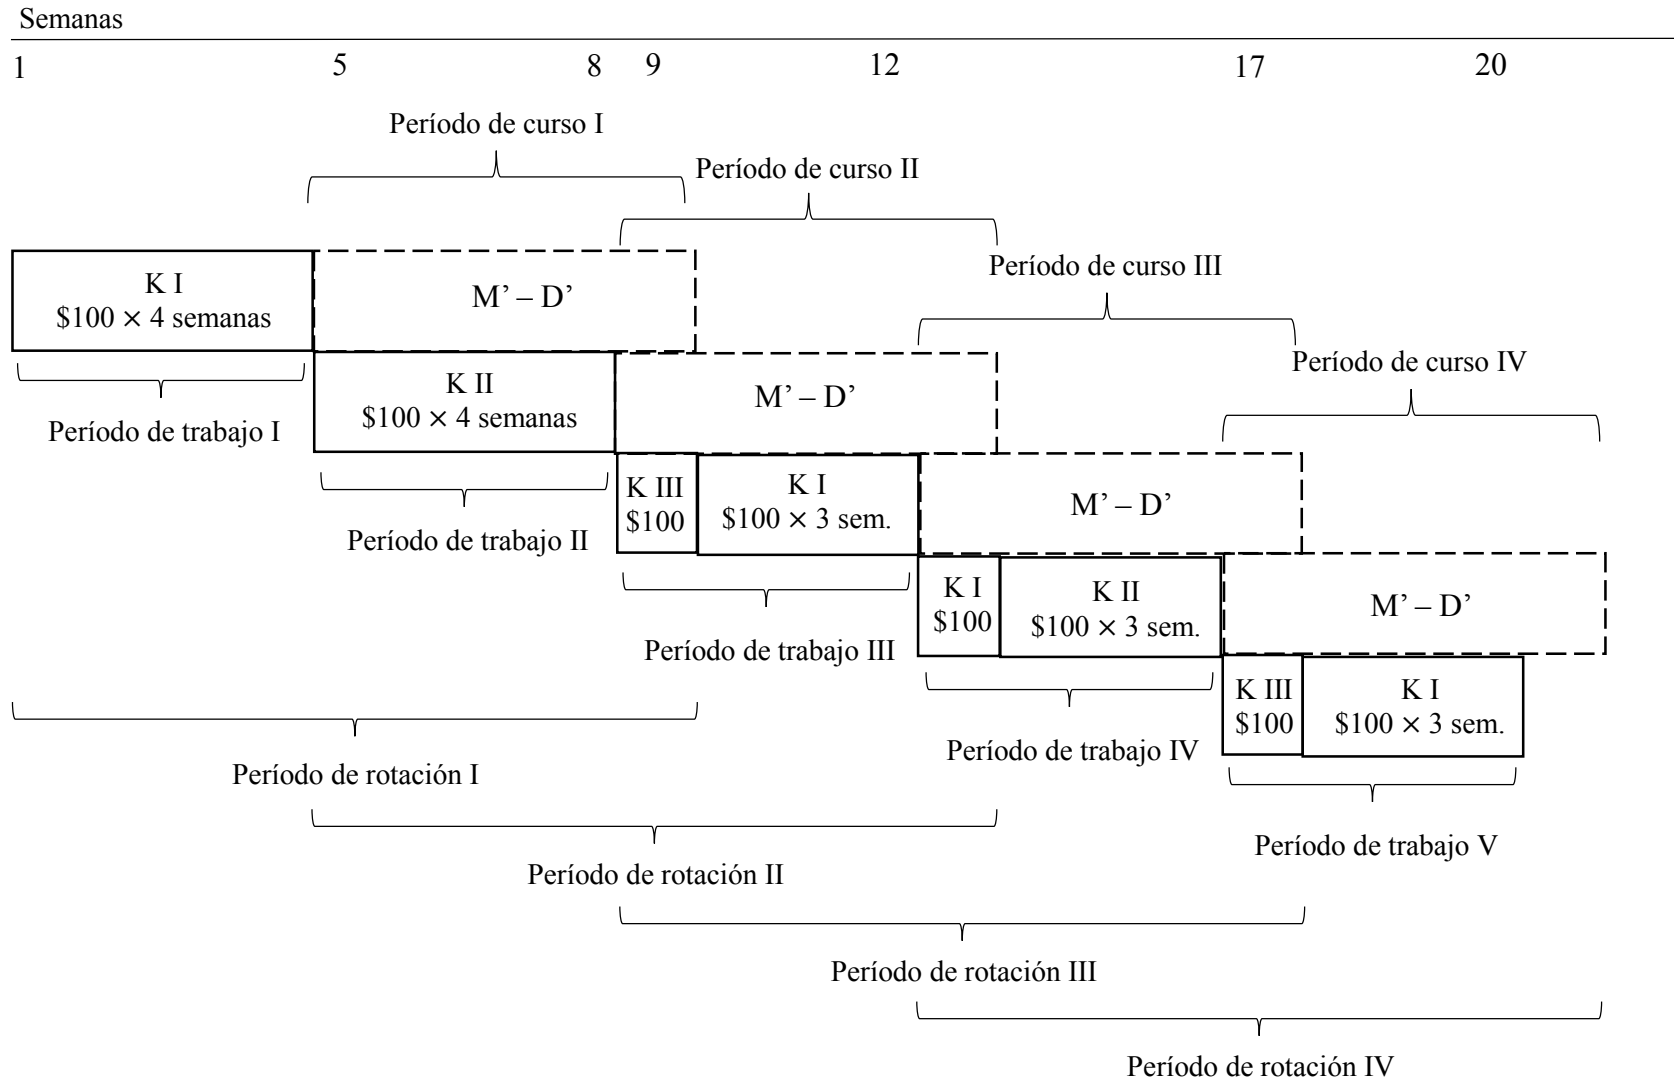 Semanas
1 5 8 9 12 17 20
Período de curso I
Período de curso II
Período de curso III
Período de curso IV
K I
$100 × 4 semanas
M’ – D’
Período de trabajo I
K II
$100 × 4 semanas
M’ – D’
Período de trabajo II
K III
$100
K I
$100 × 3 sem.
M’ – D’
Período de trabajo III
K I
$100
K II
$100 × 3 sem.
M’ – D’
Período de trabajo IV
K III
$100
K I
$100 × 3 sem.
Período de trabajo V
Período de rotación I
Período de rotación II
Período de rotación III
Período de rotación IV